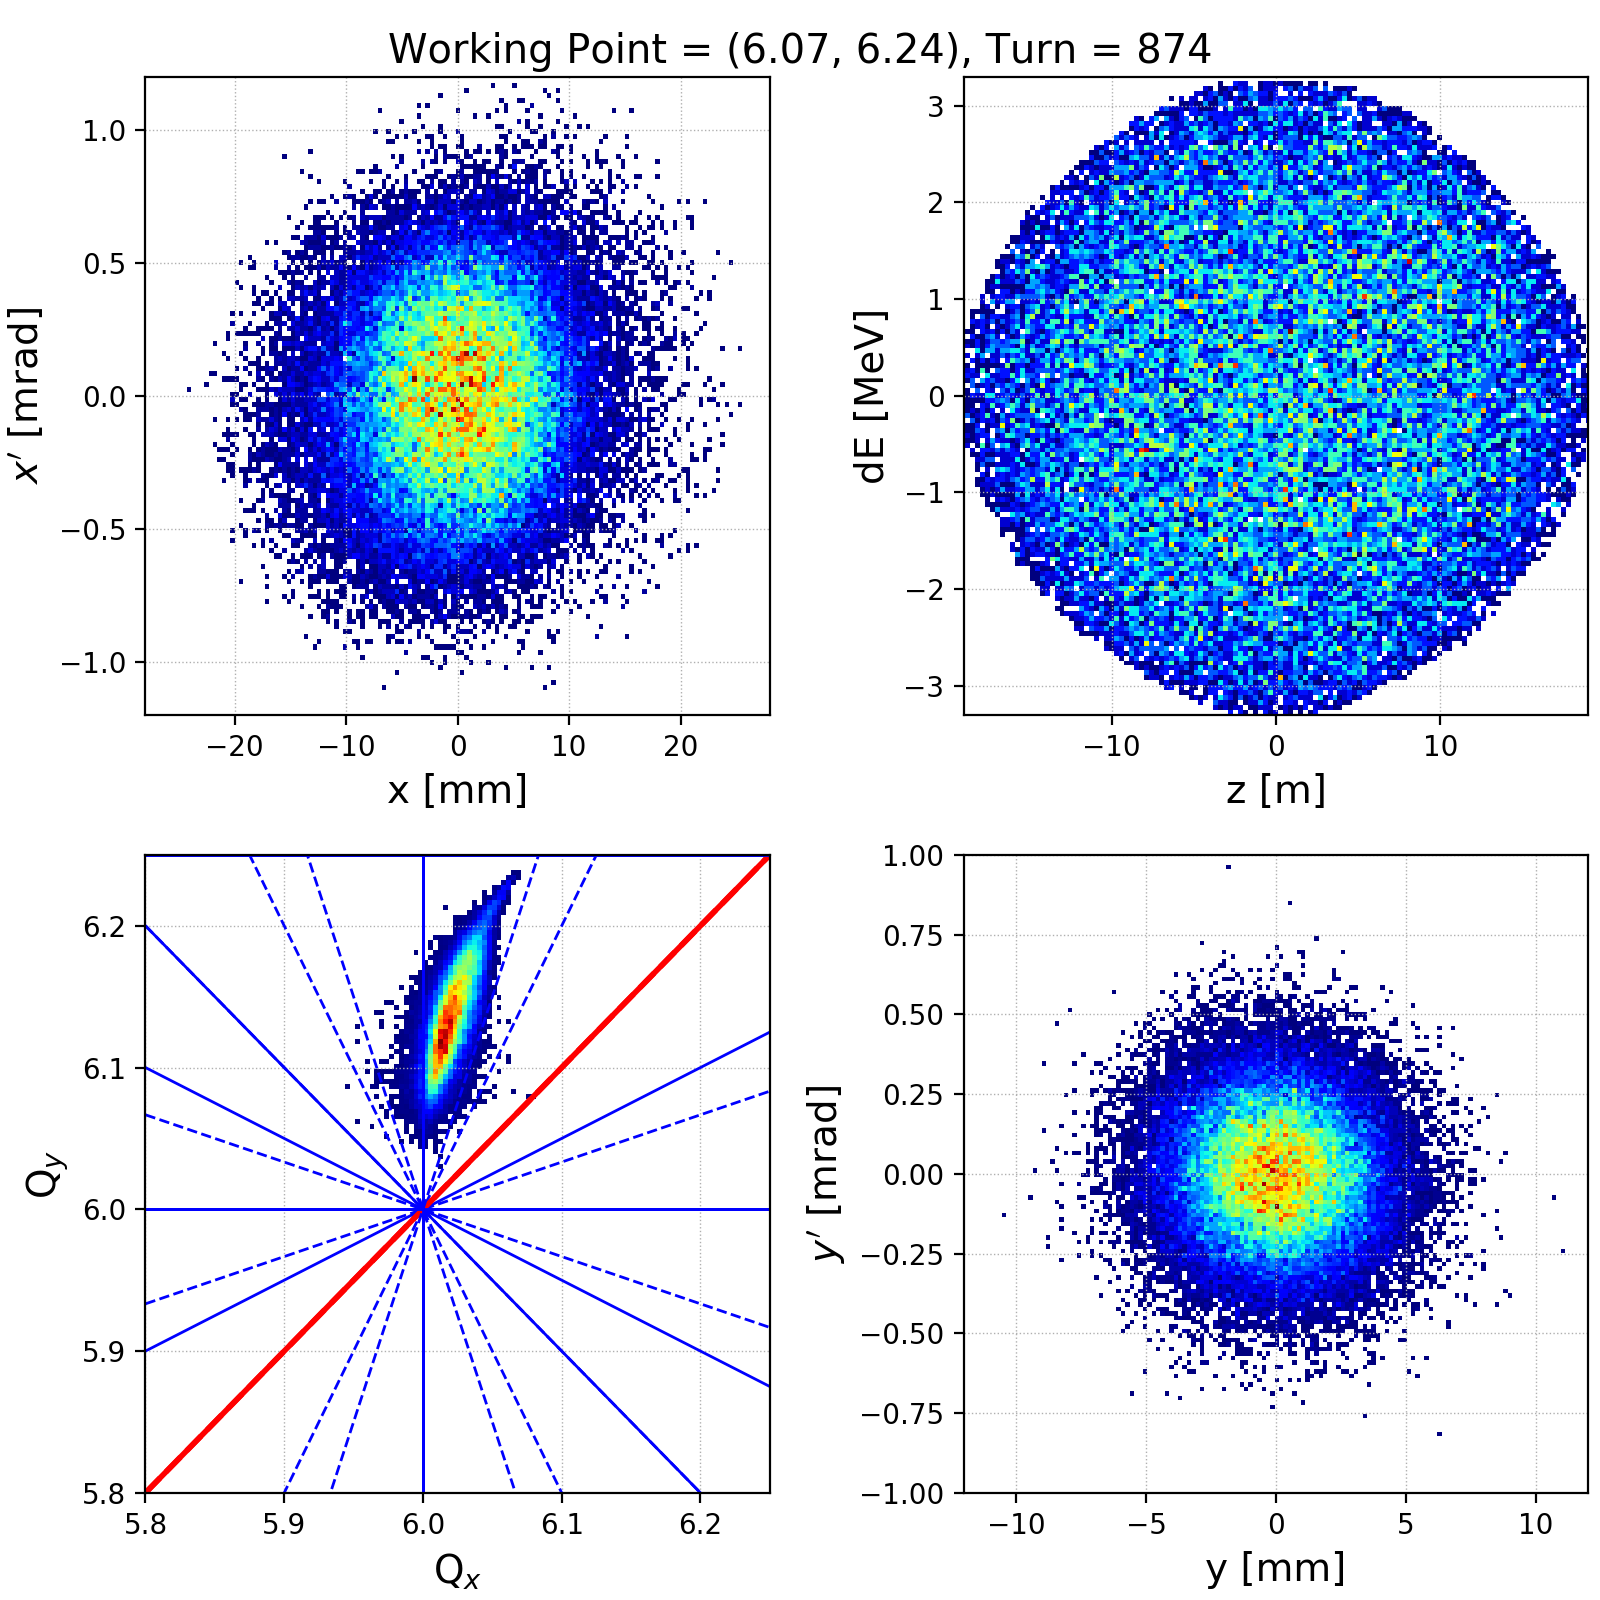 Working Point = (6.07, 6.24), Turn = 874
1.0
0.5
0.0
−0.5
−1.0
x′ [mrad]
−20 −10 0 10 20
x [mm]
3
2
1
0
−1
−2
−3
dE [MeV]
−10 0 10
z [m]
6.2
6.1
6.0
5.9
5.8
Qy
5.8 5.9 6.0 6.1 6.2
Qx
1.00
0.75
0.50
0.25
0.00
−0.25
−0.50
−0.75
−1.00
y′ [mrad]
−10 −5 0 5 10
y [mm]